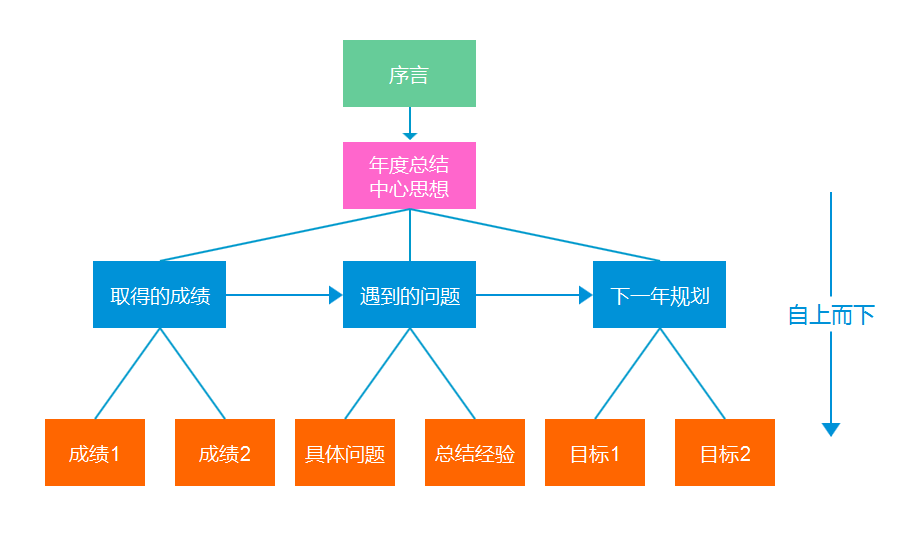 序言
年度总结
中心思想
取得的成绩
遇到的问题
下一年规划
自上而下
成绩1
成绩2
具体问题
总结经验
目标1
目标2